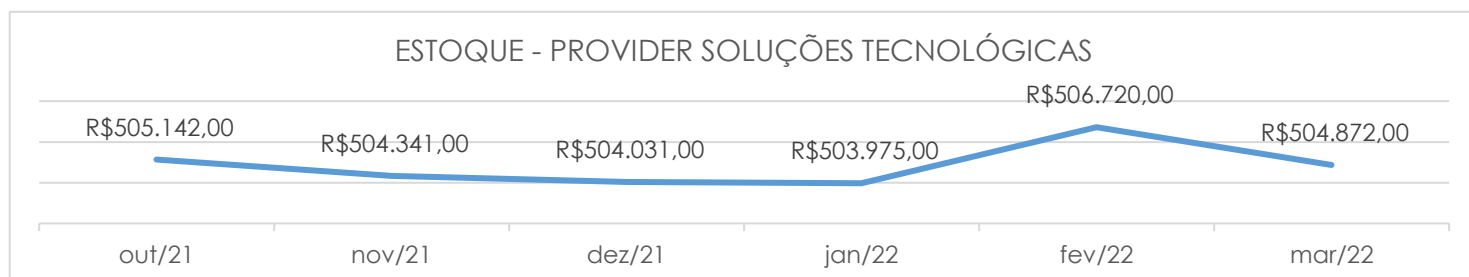 ESTOQUE - PROVIDER SOLUÇÕES TECNOLÓGICAS
R$505.142,00
R$504.341,00
R$504.031,00
R$503.975,00
R$506.720,00
R$504.872,00
out/21
nov/21
dez/21
jan/22
fev/22
mar/22